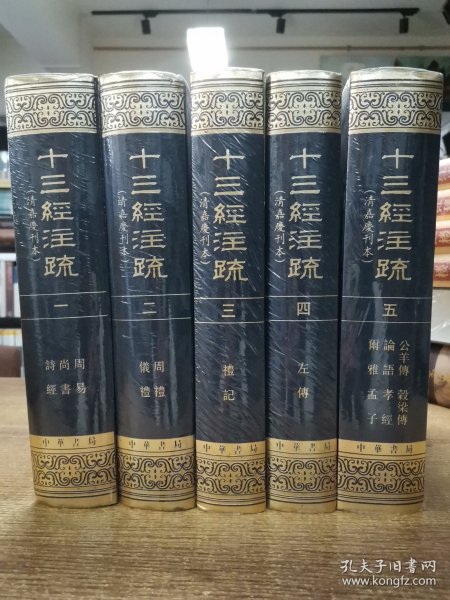 十三經注疏
(清嘉慶刊本)
一
周易
尚書
詩經
中華書局
十三經注疏
(清嘉慶刊本)
二
周禮
儀禮
中華書局
十三經注疏
(清嘉慶刊本)
三
禮記
中華書局
十三經注疏
(清嘉慶刊本)
四
左傳
中華書局
十三經注疏
(清嘉慶刊本)
五
公羊傳 穀梁傳
論語 孝經
爾雅 孟子
中華書局
孔夫子旧书网
www.kongfz.com